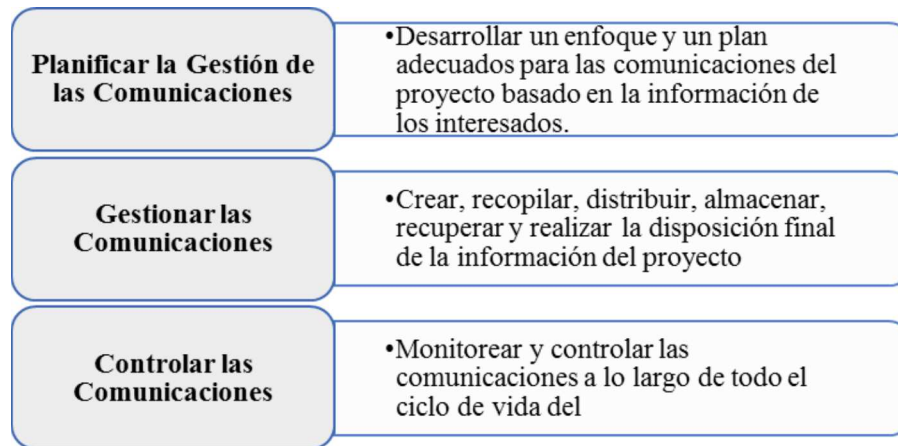 Planificar la Gestión de
las Comunicaciones
•Desarrollar un enfoque y un plan
adecuados para las comunicaciones del
proyecto basado en la información de
los interesados.
Gestionar las
Comunicaciones
•Crear, recopilar, distribuir, almacenar,
recuperar y realizar la disposición final
de la información del proyecto
Controlar las
Comunicaciones
•Monitorear y controlar las
comunicaciones a lo largo de todo el
ciclo de vida del